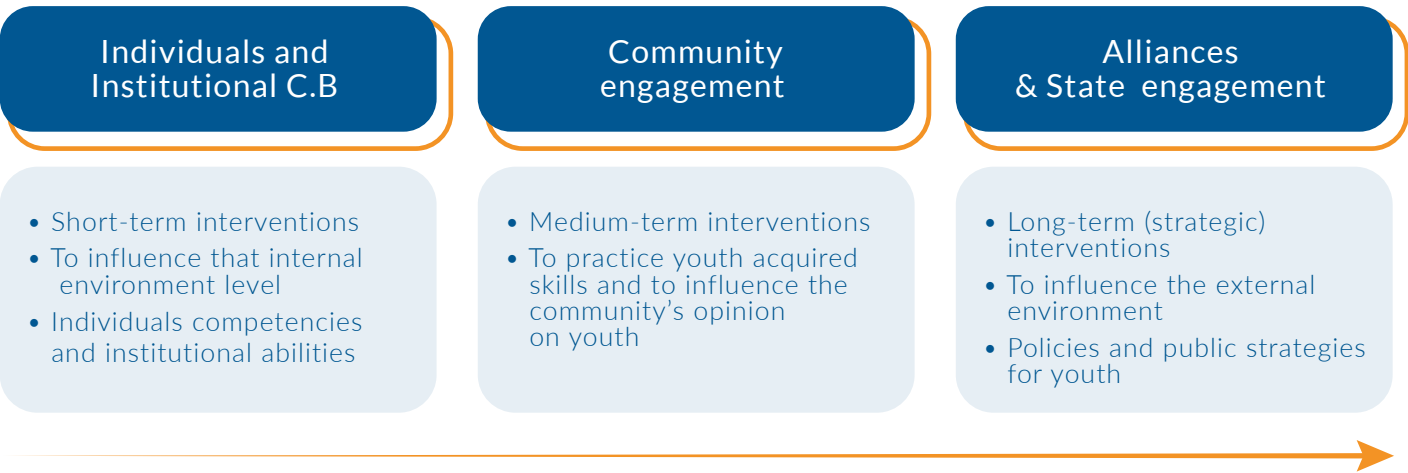 Individuals and
Institutional C.B
• Short-term interventions
• To influence that internal
environment level
• Individuals competencies
and institutional abilities
Community
engagement
• Medium-term interventions
• To practice youth acquired
skills and to influence the
community’s opinion
on youth
Alliances
& State engagement
• Long-term (strategic)
interventions
• To influence the external
environment
• Policies and public strategies
for youth